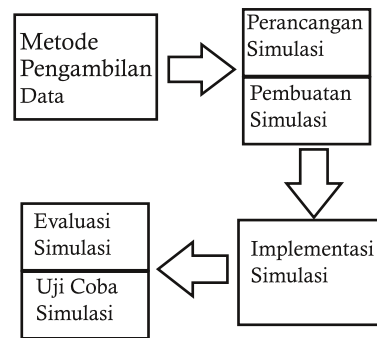 Metode
Pengambilan
Data
Perancangan
Simulasi
Pembuatan
Simulasi
Implementasi
Simulasi
Evaluasi
Simulasi
Uji Coba
Simulasi